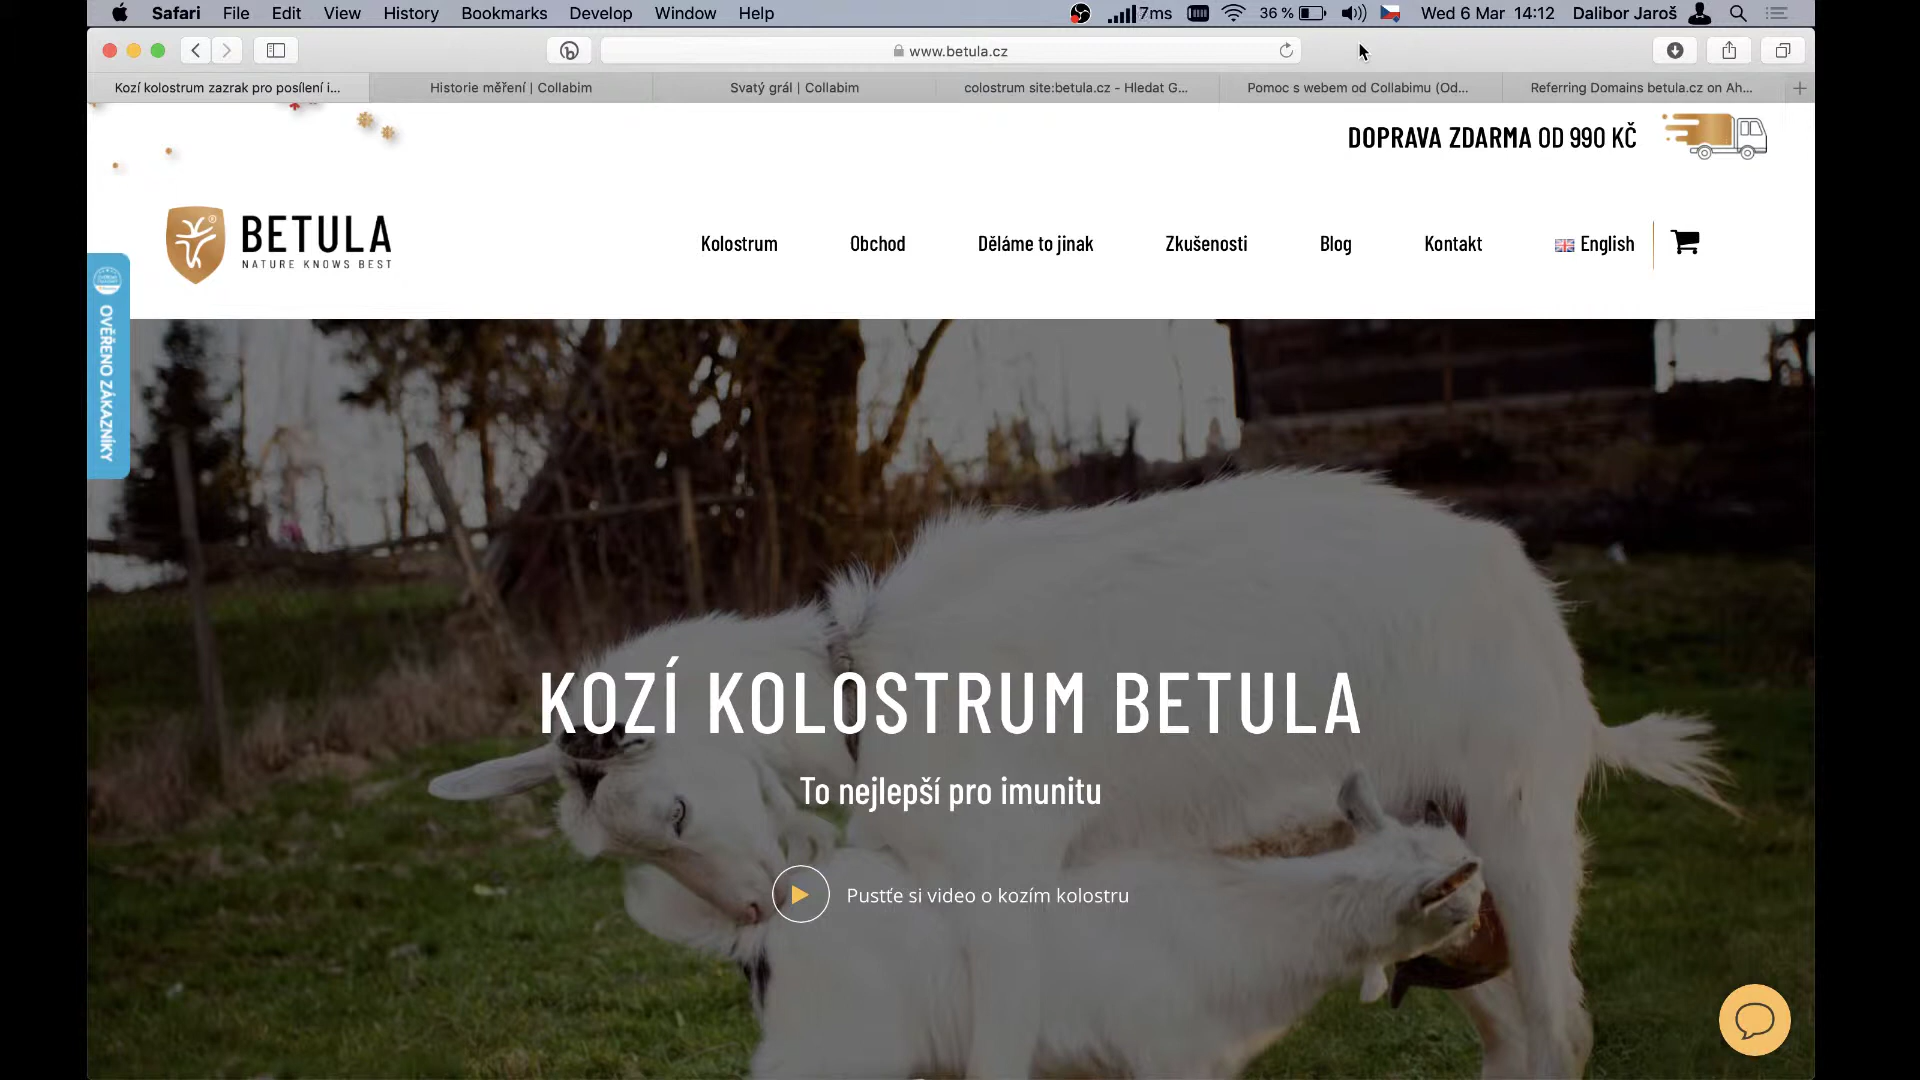 Safari File Edit View History Bookmarks Develop Window Help 7ms 36 % Wed 6 Mar 14:12 Dalibor Jaroš
www.betula.cz
Kozí kolostrum zazrak pro posílení i... Historie měření | Collabim Svatý grál | Collabim colostrum site:betula.cz - Hledat G... Pomoc s webem od Collabimu (Od... Referring Domains betula.cz on Ah...
DOPRAVA ZDARMA OD 990 KČ
BETULA
NATURE KNOWS BEST
Kolostrum Obchod Děláme to jinak Zkušenosti Blog Kontakt English
OVĚŘENO ZÁKAZNÍKY
KOZÍ KOLOSTRUM BETULA
To nejlepší pro imunitu
Pustťe si video o kozím kolostru